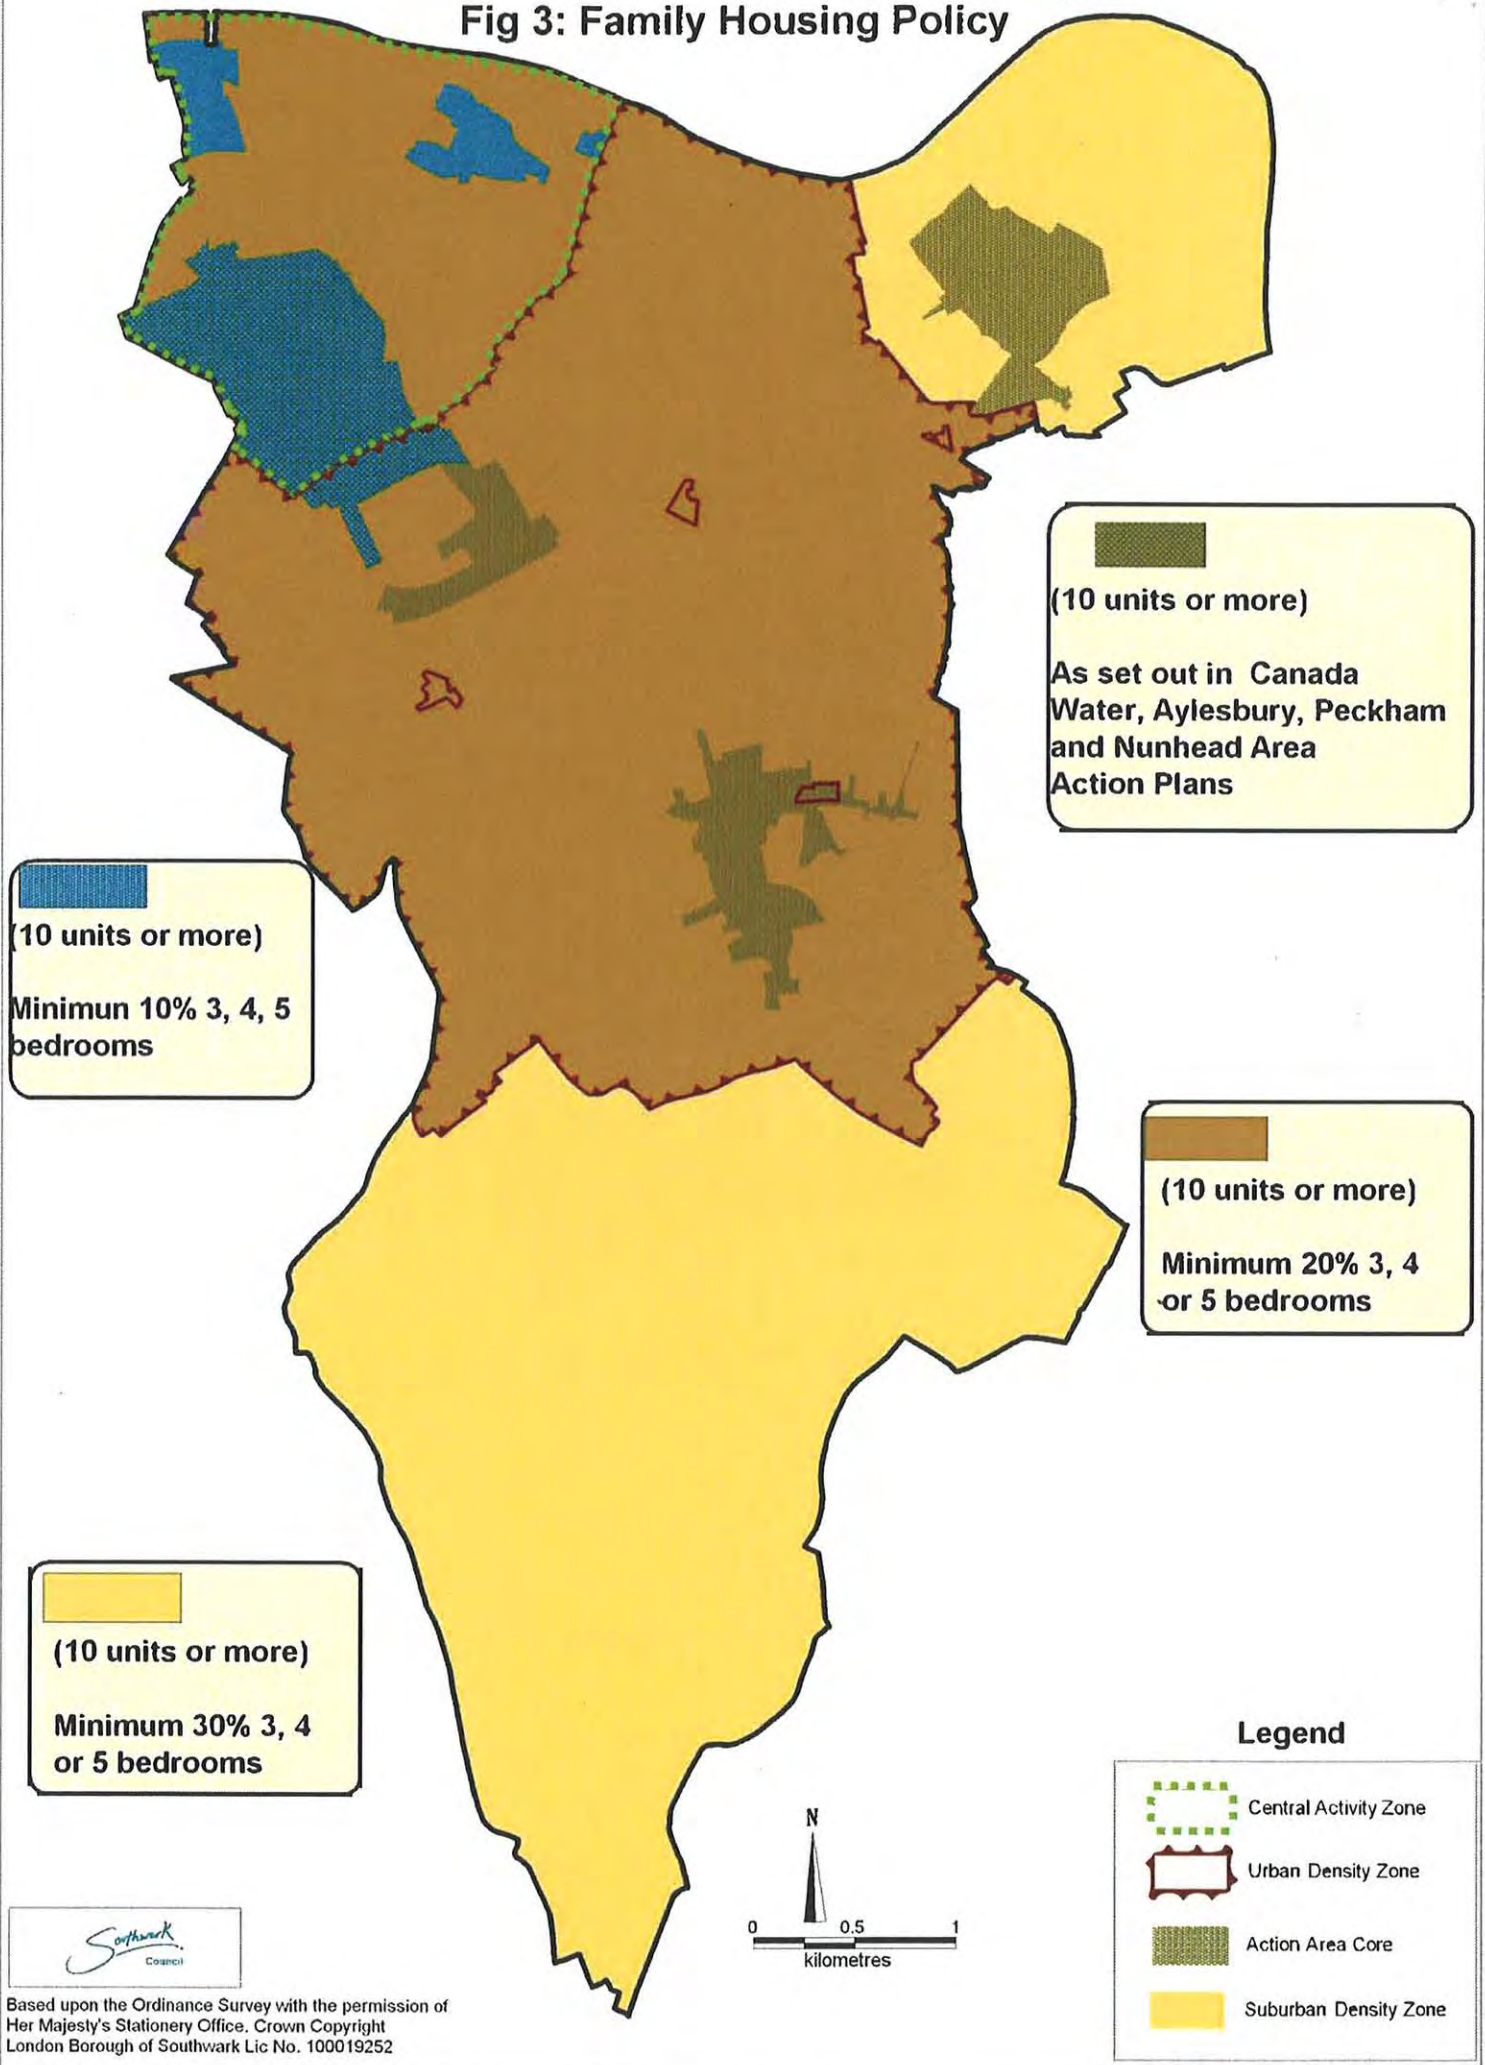 Fig 3: Family Housing Policy
(10 units or more)
As set out in Canada
Water, Aylesbury, Peckham
and Nunhead Area
Action Plans
(10 units or more)
Minimun 10% 3, 4, 5
bedrooms
(10 units or more)
Minimum 20% 3, 4
or 5 bedrooms
(10 units or more)
Minimum 30% 3, 4
or 5 bedrooms
Legend
Central Activity Zone
Urban Density Zone
Action Area Core
Suburban Density Zone
N
0 0.5 1
kilometres
Southwark
Council
Based upon the Ordinance Survey with the permission of
Her Majesty's Stationery Office. Crown Copyright
London Borough of Southwark Lic No. 100019252